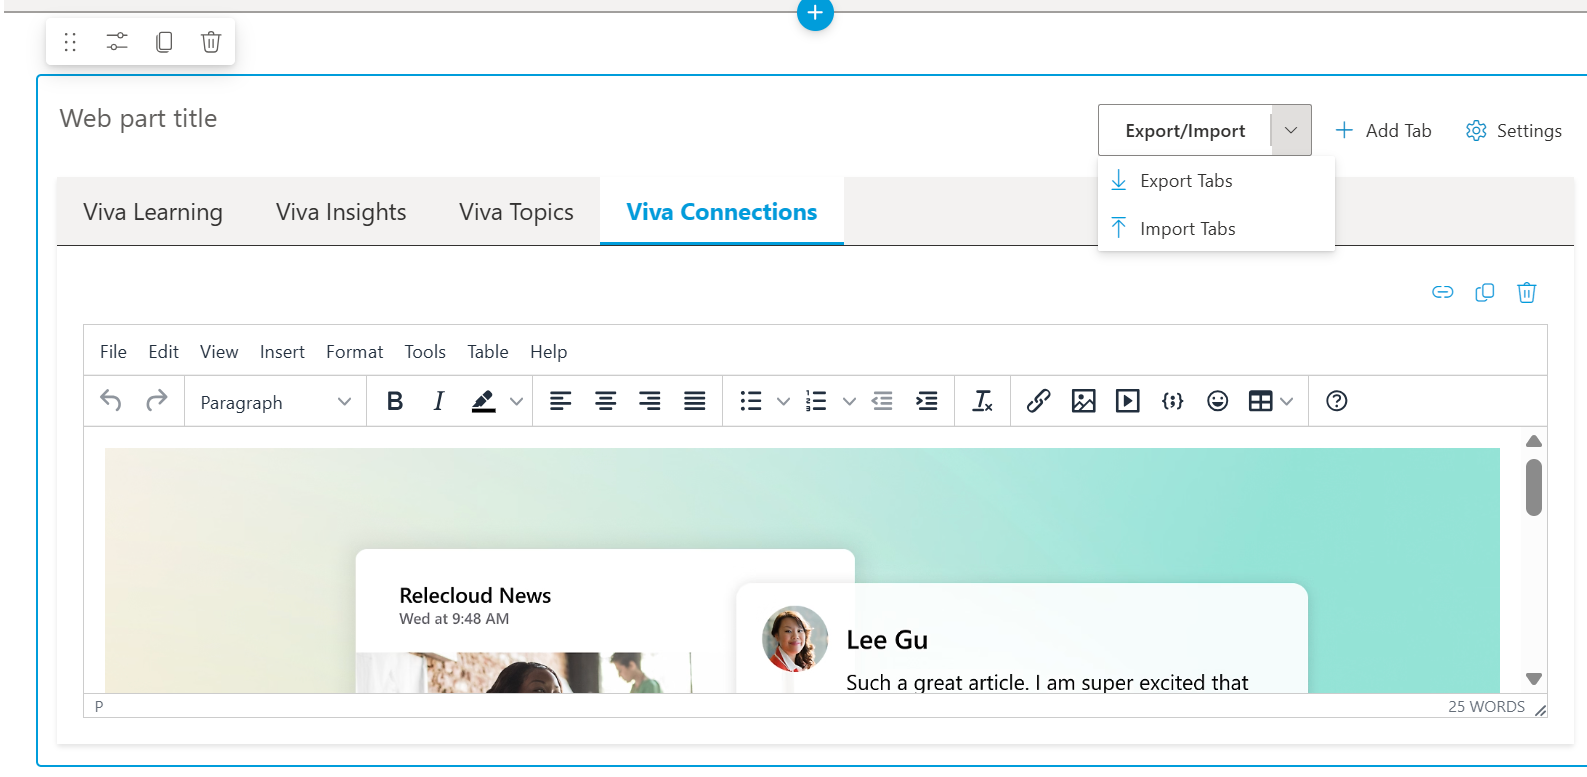 Web part title
Export/Import
Add Tab
Settings
Export Tabs
Import Tabs
Viva Learning Viva Insights Viva Topics Viva Connections
File Edit View Insert Format Tools Table Help
Paragraph
Relecloud News
Wed at 9:48 AM
Lee Gu
Such a great article. I am super excited that
P
25 WORDS